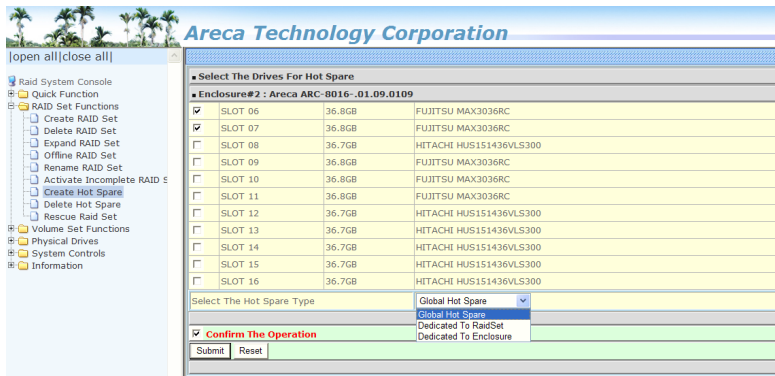 Areca Technology Corporation
|open all|close all|
Raid System Console
Quick Function
RAID Set Functions
Create RAID Set
Delete RAID Set
Expand RAID Set
Offline RAID Set
Rename RAID Set
Activate Incomplete RAID S
Create Hot Spare
Delete Hot Spare
Rescue Raid Set
Volume Set Functions
Physical Drives
System Controls
Information
Select The Drives For Hot Spare
Enclosure#2 : Areca ARC-8016-.01.09.0109
SLOT 06 36.8GB FUJITSU MAX3036RC
SLOT 07 36.8GB FUJITSU MAX3036RC
SLOT 08 36.7GB HITACHI HUS151436VLS300
SLOT 09 36.8GB FUJITSU MAX3036RC
SLOT 10 36.8GB FUJITSU MAX3036RC
SLOT 11 36.8GB FUJITSU MAX3036RC
SLOT 12 36.7GB HITACHI HUS151436VLS300
SLOT 13 36.7GB HITACHI HUS151436VLS300
SLOT 14 36.7GB HITACHI HUS151436VLS300
SLOT 15 36.7GB HITACHI HUS151436VLS300
SLOT 16 36.7GB HITACHI HUS151436VLS300
Select The Hot Spare Type Global Hot Spare
Global Hot Spare
Dedicated To RaidSet
Dedicated To Enclosure
Confirm The Operation
Submit Reset